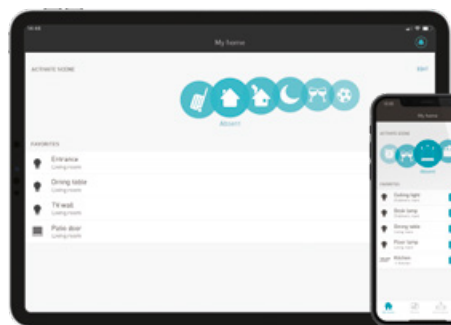 My home
ACTIVATE SCENE
EDIT
Absent
FAVORITES
Entrance
Living room
Dining table
Living room
TV wall
Living room
Patio door
Living room
My home
ACTIVATE SCENE
Absent
FAVORITES
Ceiling light
Desk lamp
Dining table
Floor lamp
Kitchen